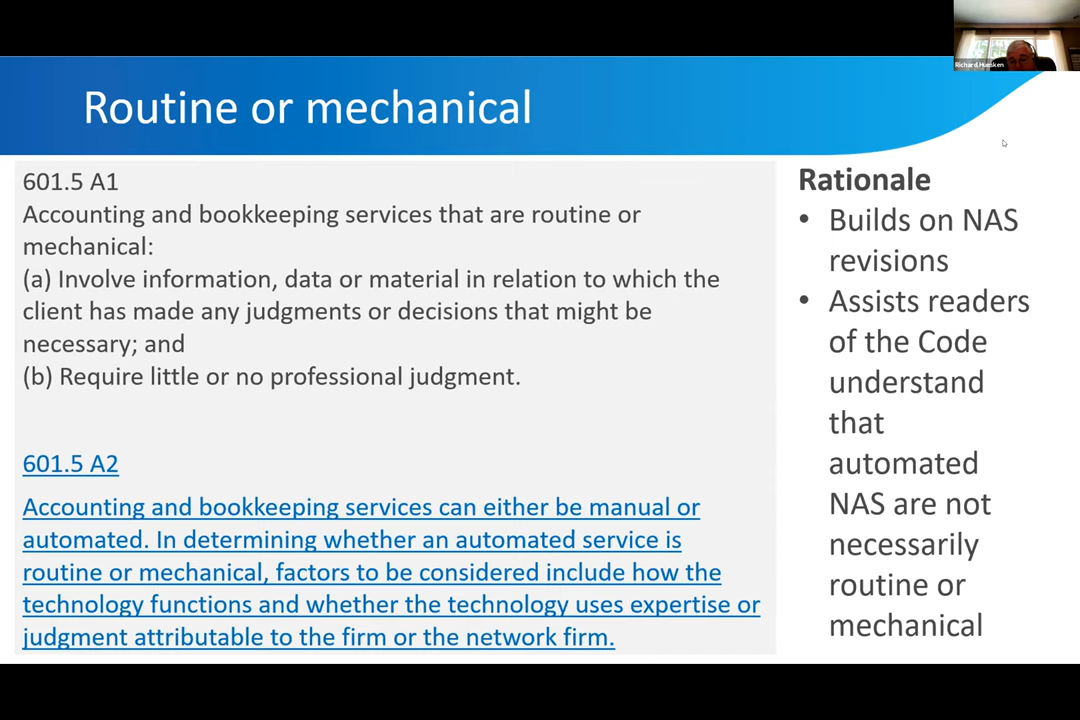 Richard Huesken
Routine or mechanical
601.5 A1
Accounting and bookkeeping services that are routine or
mechanical:
(a) Involve information, data or material in relation to which the
client has made any judgments or decisions that might be
necessary; and
(b) Require little or no professional judgment.
601.5 A2
Accounting and bookkeeping services can either be manual or
automated. In determining whether an automated service is
routine or mechanical, factors to be considered include how the
technology functions and whether the technology uses expertise or
judgment attributable to the firm or the network firm.
Rationale
• Builds on NAS
revisions
• Assists readers
of the Code
understand
that
automated
NAS are not
necessarily
routine or
mechanical